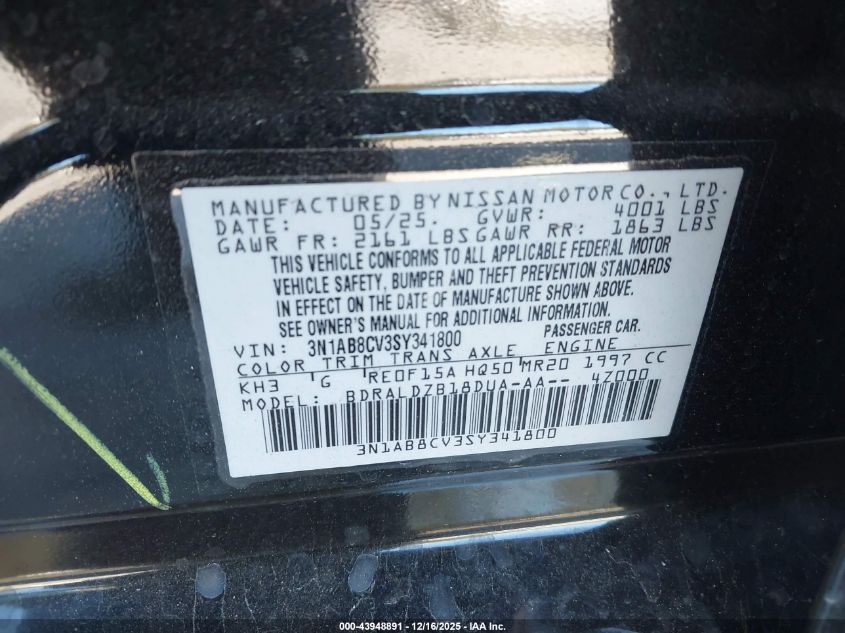 MANUFACTURED BY NISSAN MOTOR CO., LTD.
DATE: 05/25. GVWR: 4001 LBS
GAWR FR: 2161 LBS GAWR RR: 1863 LBS
THIS VEHICLE CONFORMS TO ALL APPLICABLE FEDERAL MOTOR
VEHICLE SAFETY, BUMPER AND THEFT PREVENTION STANDARDS
IN EFFECT ON THE DATE OF MANUFACTURE SHOWN ABOVE.
SEE OWNER'S MANUAL FOR ADDITIONAL INFORMATION.
VIN: 3N1AB8CV3SY341800 PASSENGER CAR.
COLOR TRIM TRANS AXLE ENGINE
KH3 G RE0F15A HQ50 MR20 1997 CC
MODEL: BDRALDZB18DUA-AA-- 4Z000
3N1AB8CV3SY341800
000-43948891 - 12/16/2025 - IAA Inc.